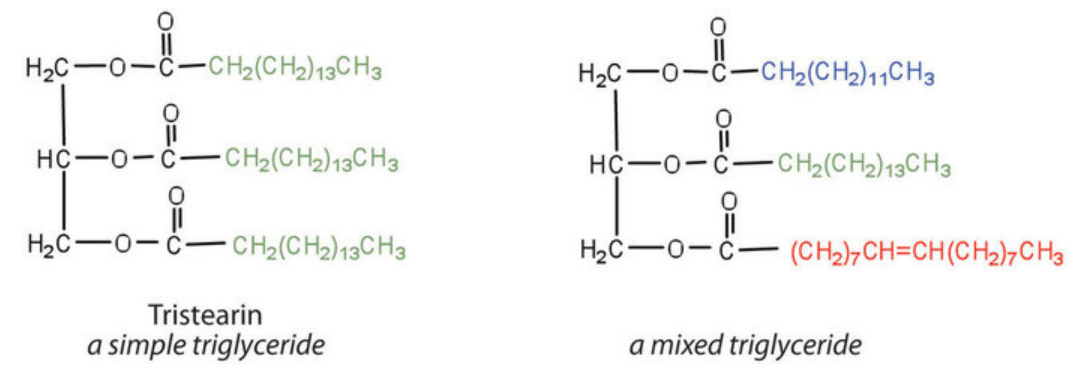 O
H₂C—O—C—CH₂(CH₂)₁₃CH₃
O
HC—O—C—CH₂(CH₂)₁₃CH₃
O
H₂C—O—C—CH₂(CH₂)₁₃CH₃
Tristearin
a simple triglyceride
O
H₂C—O—C—CH₂(CH₂)₁₁CH₃
O
HC—O—C—CH₂(CH₂)₁₃CH₃
O
H₂C—O—C—(CH₂)₇CH=CH(CH₂)₇CH₃
a mixed triglyceride